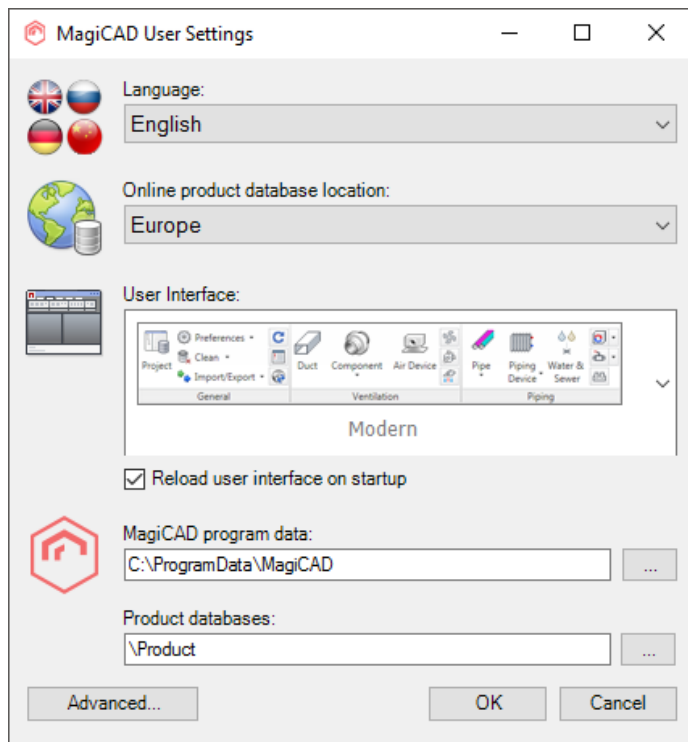 MagiCAD User Settings
Language:
English
Online product database location:
Europe
User Interface:
Project
Preferences
Clean
Import/Export
General
Duct
Component
Air Device
Ventilation
Pipe
Piping Device
Water & Sewer
Piping
Modern
Reload user interface on startup
MagiCAD program data:
C:\ProgramData\MagiCAD
...
Product databases:
\Product
...
Advanced...
OK
Cancel